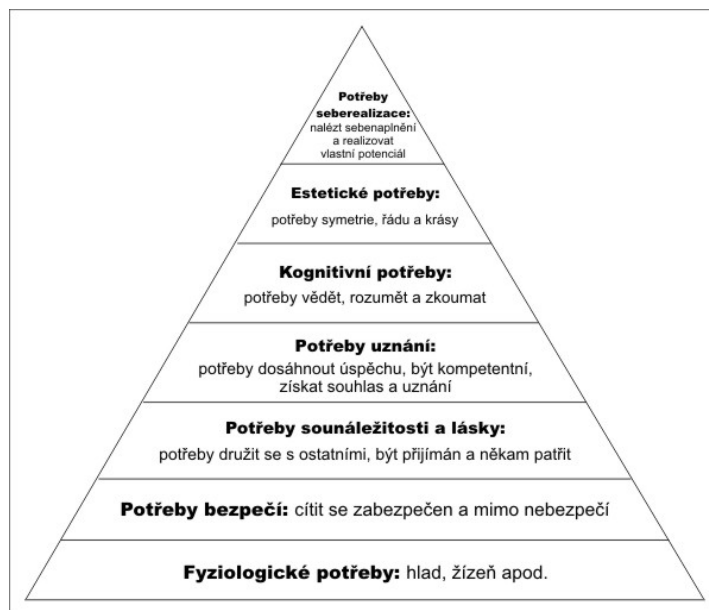 Potřeby
seberealizace:
nalézt sebenaplnění
a realizovat
vlastní potenciál
Estetické potřeby:
potřeby symetrie, řádu a krásy
Kognitivní potřeby:
potřeby vědět, rozumět a zkoumat
Potřeby uznání:
potřeby dosáhnout úspěchu, být kompetentní,
získat souhlas a uznání
Potřeby sounáležitosti a lásky:
potřeby družit se s ostatními, být přijímán a někam patřit
Potřeby bezpečí: cítit se zabezpečen a mimo nebezpečí
Fyziologické potřeby: hlad, žízeň apod.